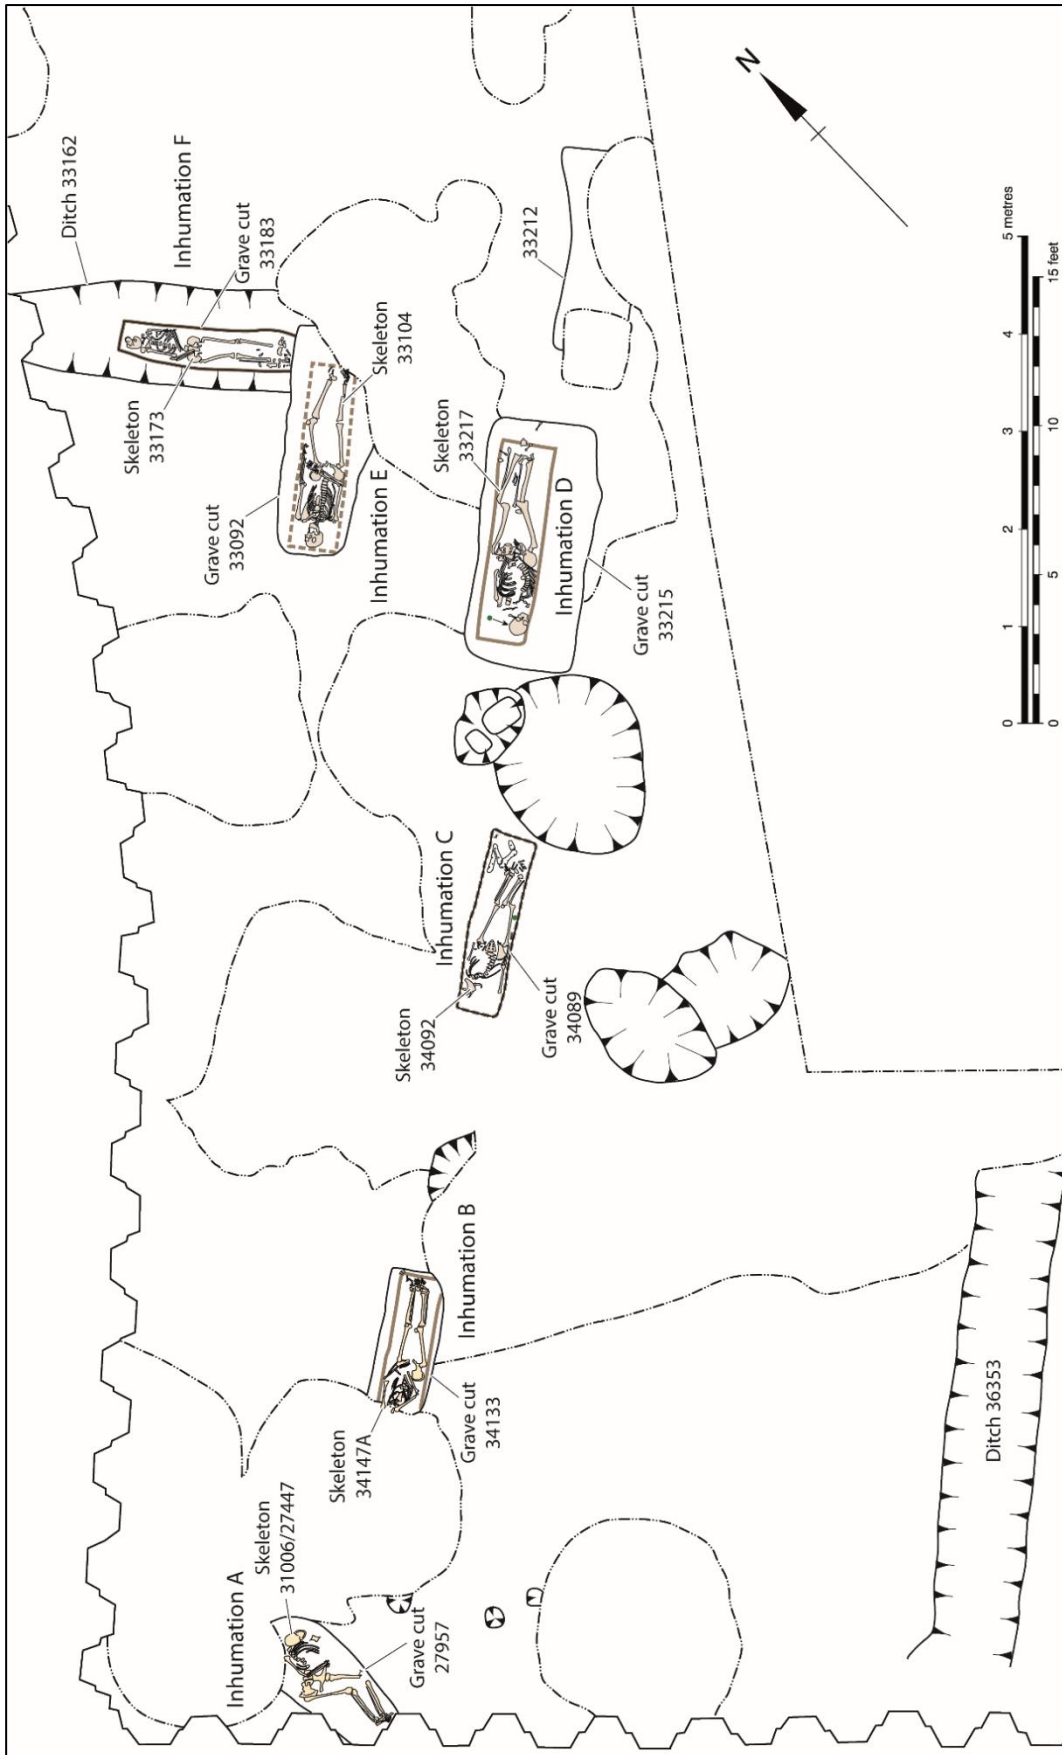 Inhumation A
Skeleton
31006/27447
Grave cut
27957
Skeleton
34147A
Grave cut
34133
Inhumation B
Inhumation C
Skeleton
34092
Grave cut
34089
Grave cut
33092
Inhumation E
Skeleton
33104
Skeleton
33173
Grave cut
33183
Inhumation F
Ditch 33162
Skeleton
33217
Inhumation D
Grave cut
33215
33212
Ditch 36353
N
0 1 2 3 4 5 metres
0 5 10 15 feet